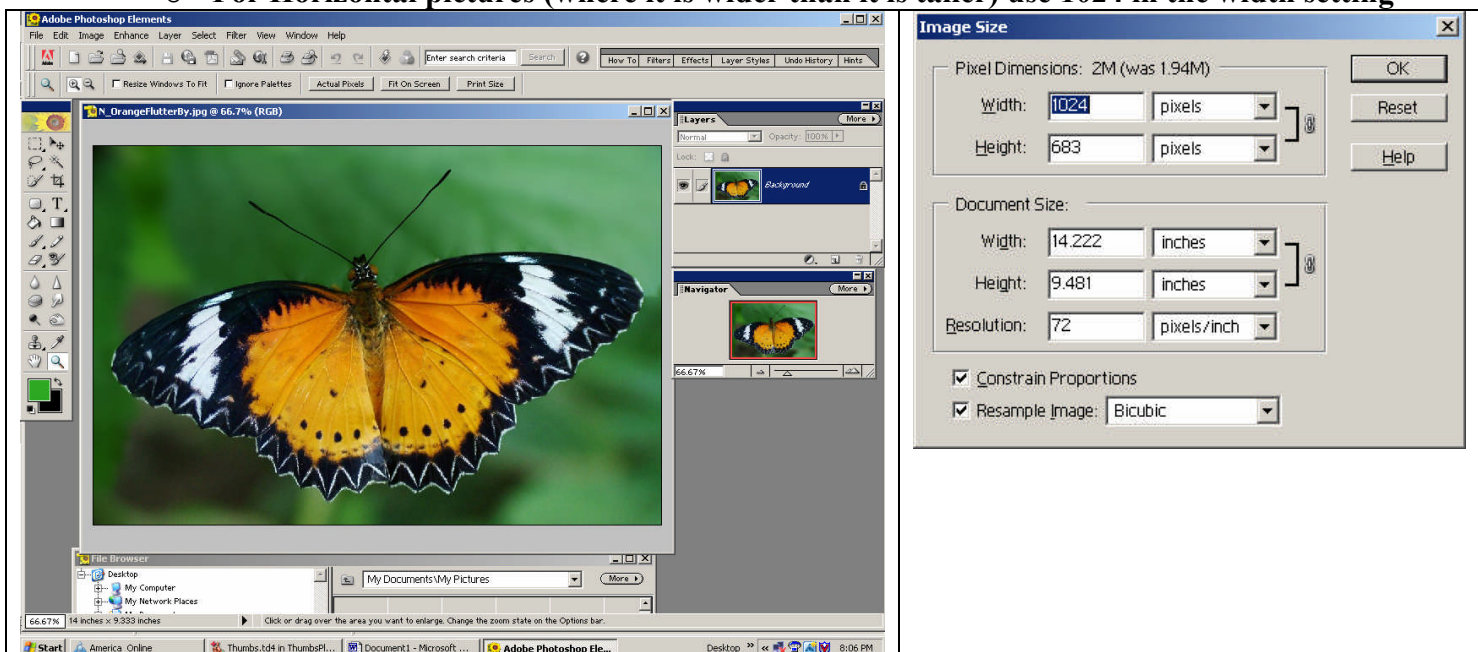 For Horizontal pictures (where it is wider than it is taller) use 1024 in the width setting
Adobe Photoshop Elements
File Edit Image Enhance Layer Select Filter View Window Help
Enter search criteria Search How To Filters Effects Layer Styles Undo History Hints
Resize Windows To Fit Ignore Palettes Actual Pixels Fit On Screen Print Size
N_OrangeFlutterBy.jpg @ 66.7% (RGB)
Layers More
Normal Opacity: 100%
Lock:
Background
Navigator More
66.67%
File Browser
Desktop
My Computer
My Network Places
My Documents\My Pictures More
66.67% 14 inches x 9.333 inches Click or drag over the area you want to enlarge. Change the zoom state on the Options bar.
Start America Online Thumbs.td4 in ThumbsPl... Document1 - Microsoft ... Adobe Photoshop Ele... Desktop » « 8:06 PM
Image Size
Pixel Dimensions: 2M (was 1.94M)
Width: 1024 pixels
Height: 683 pixels
Document Size:
Width: 14.222 inches
Height: 9.481 inches
Resolution: 72 pixels/inch
Constrain Proportions
Resample Image: Bicubic
OK
Reset
Help